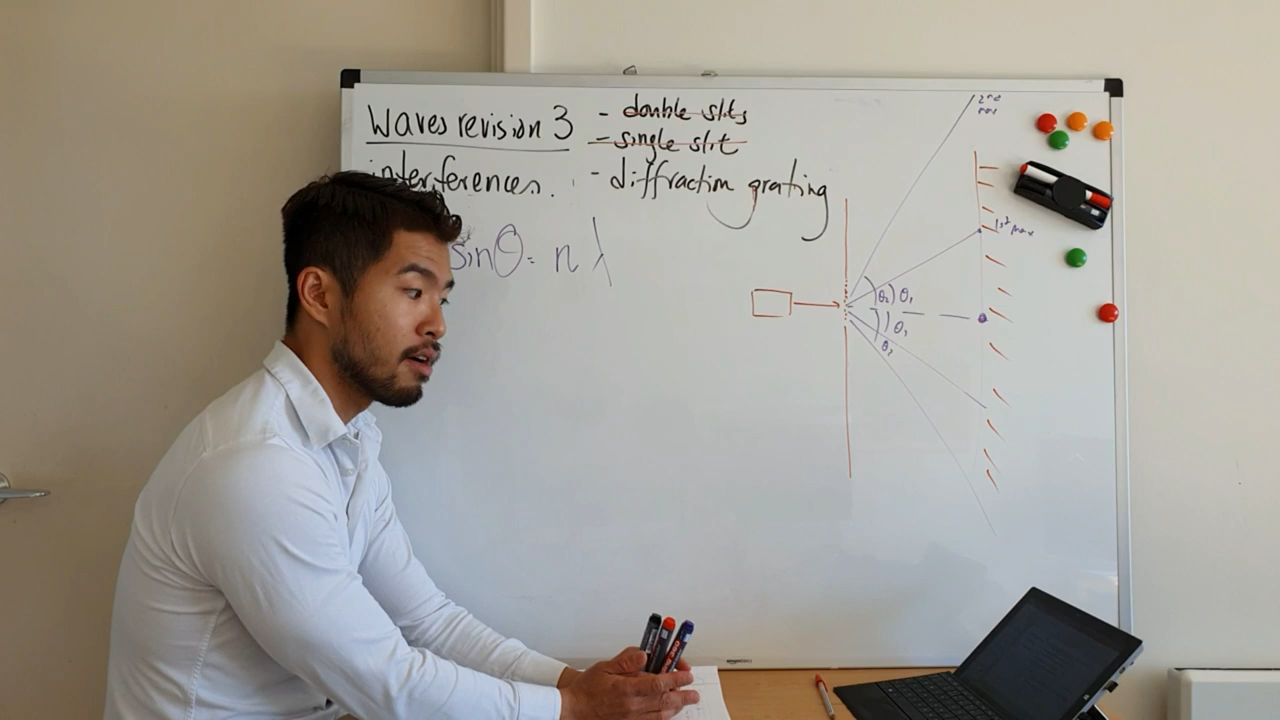 Waves revision 3
interferences.
- double slits
- single slit
- diffraction grating
sinθ = nλ
2nd
max
1st max
θ₂ θ₁
θ₁
θ₂